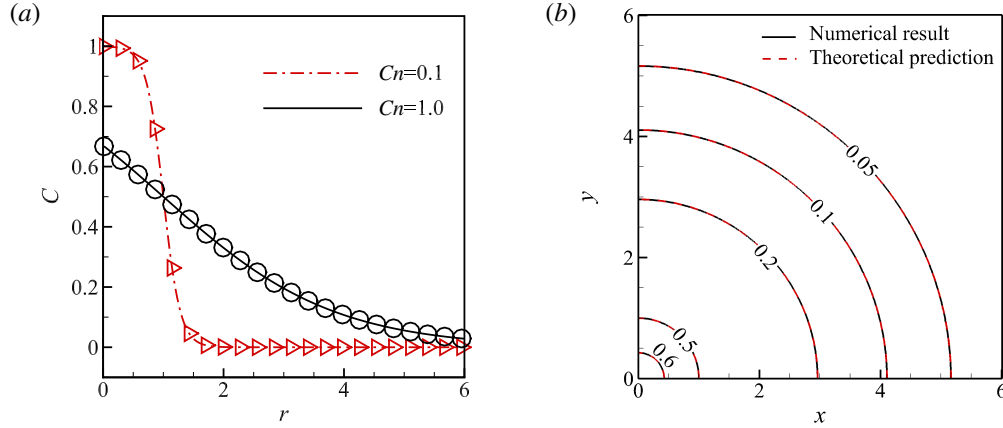 (a)
1
0.8
0.6
0.4
0.2
0
C
0 2 4 6
r
Cn=0.1
Cn=1.0
(b)
6
4
2
0
y
0 2 4 6
x
Numerical result
Theoretical prediction
0.05
0.1
0.2
0.5
0.6